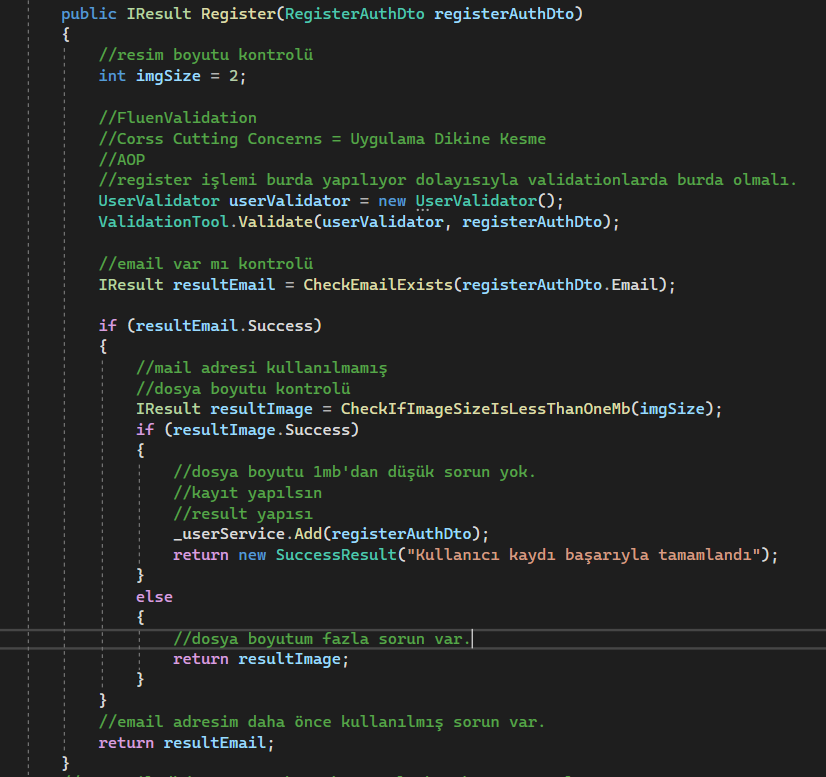 public IResult Register(RegisterAuthDto registerAuthDto)
{
//resim boyutu kontrolü
int imgSize = 2;
//FluenValidation
//Corss Cutting Concerns = Uygulama Dikine Kesme
//AOP
//register işlemi burda yapılıyor dolayısıyla validationlarda burda olmalı.
UserValidator userValidator = new UserValidator();
ValidationTool.Validate(userValidator, registerAuthDto);
//email var mı kontrolü
IResult resultEmail = CheckEmailExists(registerAuthDto.Email);
if (resultEmail.Success)
{
//mail adresi kullanılmamış
//dosya boyutu kontrolü
IResult resultImage = CheckIfImageSizeIsLessThanOneMb(imgSize);
if (resultImage.Success)
{
//dosya boyutu 1mb'dan düşük sorun yok.
//kayıt yapılsın
//result yapısı
_userService.Add(registerAuthDto);
return new SuccessResult("Kullanıcı kaydı başarıyla tamamlandı");
}
else
{
//dosya boyutum fazla sorun var.
return resultImage;
}
}
//email adresim daha önce kullanılmış sorun var.
return resultEmail;
}